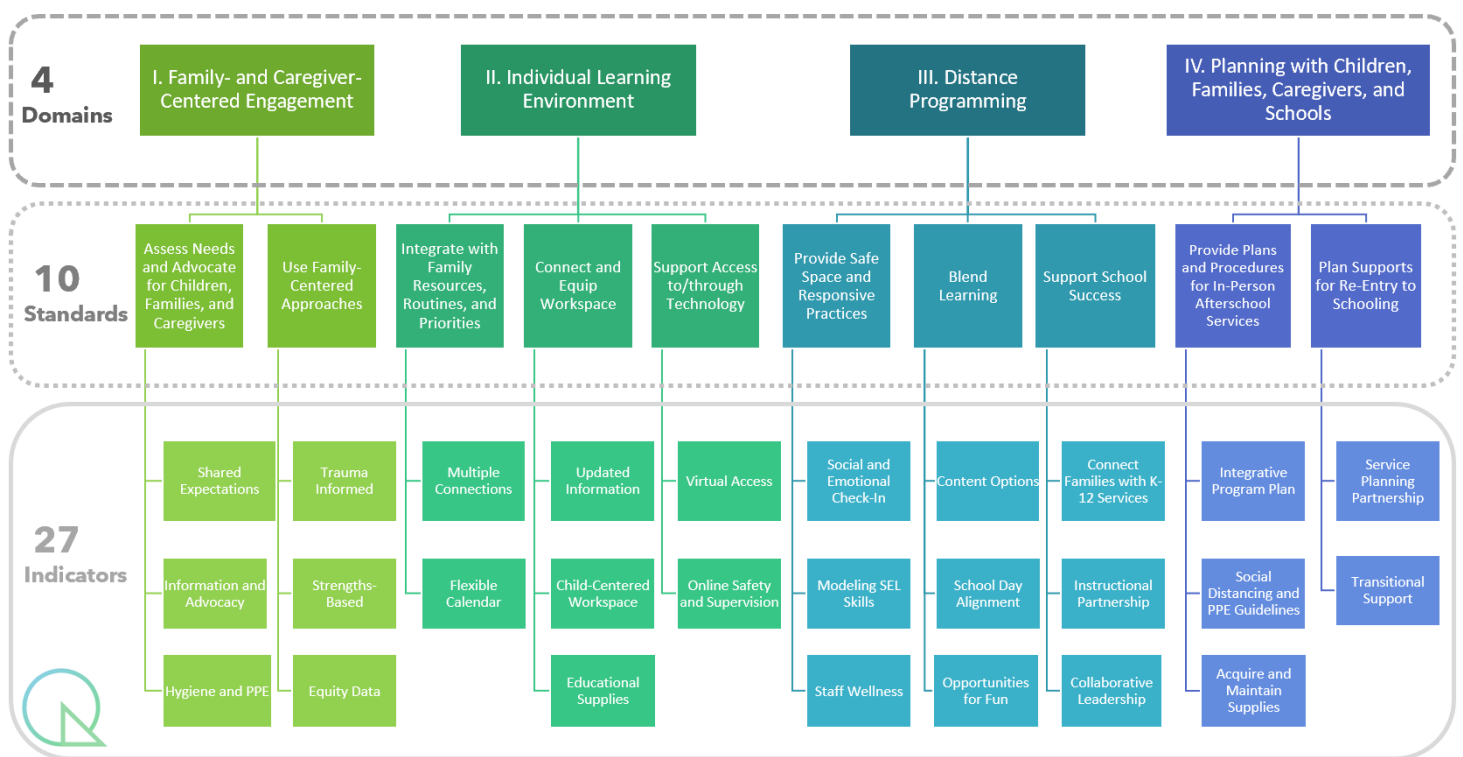 4
Domains
I. Family- and Caregiver-
Centered Engagement
II. Individual Learning
Environment
III. Distance
Programming
IV. Planning with Children,
Families, Caregivers, and
Schools
10
Standards
Assess Needs
and Advocate
for Children,
Families, and
Caregivers
Use Family-
Centered
Approaches
Integrate with
Family
Resources,
Routines, and
Priorities
Connect and
Equip
Workspace
Support Access
to/through
Technology
Provide Safe
Space and
Responsive
Practices
Blend
Learning
Support School
Success
Provide Plans
and Procedures
for In-Person
Afterschool
Services
Plan Supports
for Re-Entry to
Schooling
27
Indicators
Shared
Expectations
Trauma
Informed
Multiple
Connections
Updated
Information
Virtual Access
Social and
Emotional
Check-In
Content Options
Connect
Families with K-
12 Services
Integrative
Program Plan
Service
Planning
Partnership
Information and
Advocacy
Strengths-
Based
Flexible
Calendar
Child-Centered
Workspace
Online Safety
and Supervision
Modeling SEL
Skills
School Day
Alignment
Instructional
Partnership
Social
Distancing and
PPE Guidelines
Transitional
Support
Hygiene and PPE
Equity Data
Educational
Supplies
Staff Wellness
Opportunities
for Fun
Collaborative
Leadership
Acquire and
Maintain
Supplies